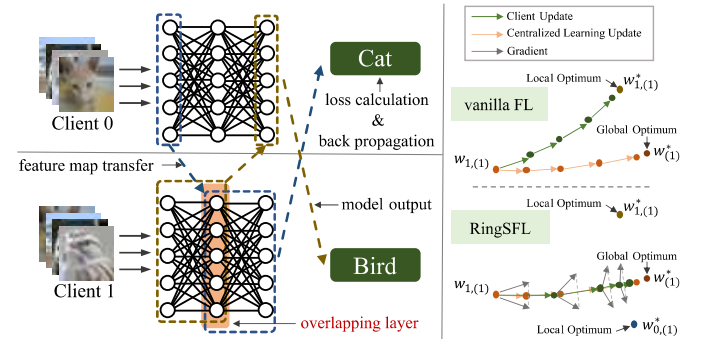 Client 0
feature map transfer
Client 1
Cat
loss calculation
&
back propagation
model output
Bird
overlapping layer
Client Update
Centralized Learning Update
Gradient
vanilla FL
Local Optimum
w*1,(1)
Global Optimum
w*(1)
w1,(1)
Local Optimum
w*1,(1)
RingSFL
Global Optimum
w*(1)
w1,(1)
Local Optimum
w*0,(1)